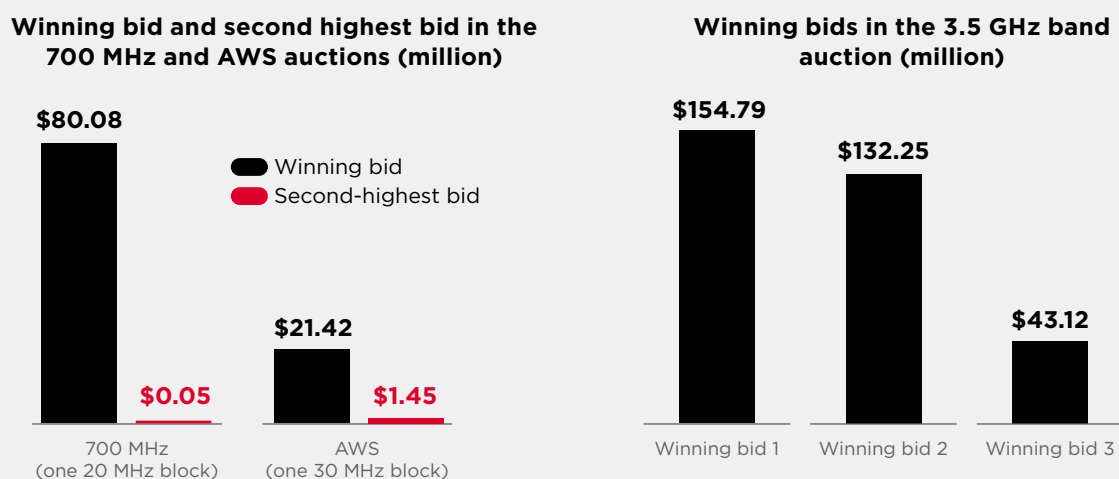 Winning bid and second highest bid in the
700 MHz and AWS auctions (million)
$80.08
Winning bid
Second-highest bid
$21.42
$0.05
$1.45
700 MHz
(one 20 MHz block)
AWS
(one 30 MHz block)
Winning bids in the 3.5 GHz band
auction (million)
$154.79
$132.25
$43.12
Winning bid 1
Winning bid 2
Winning bid 3